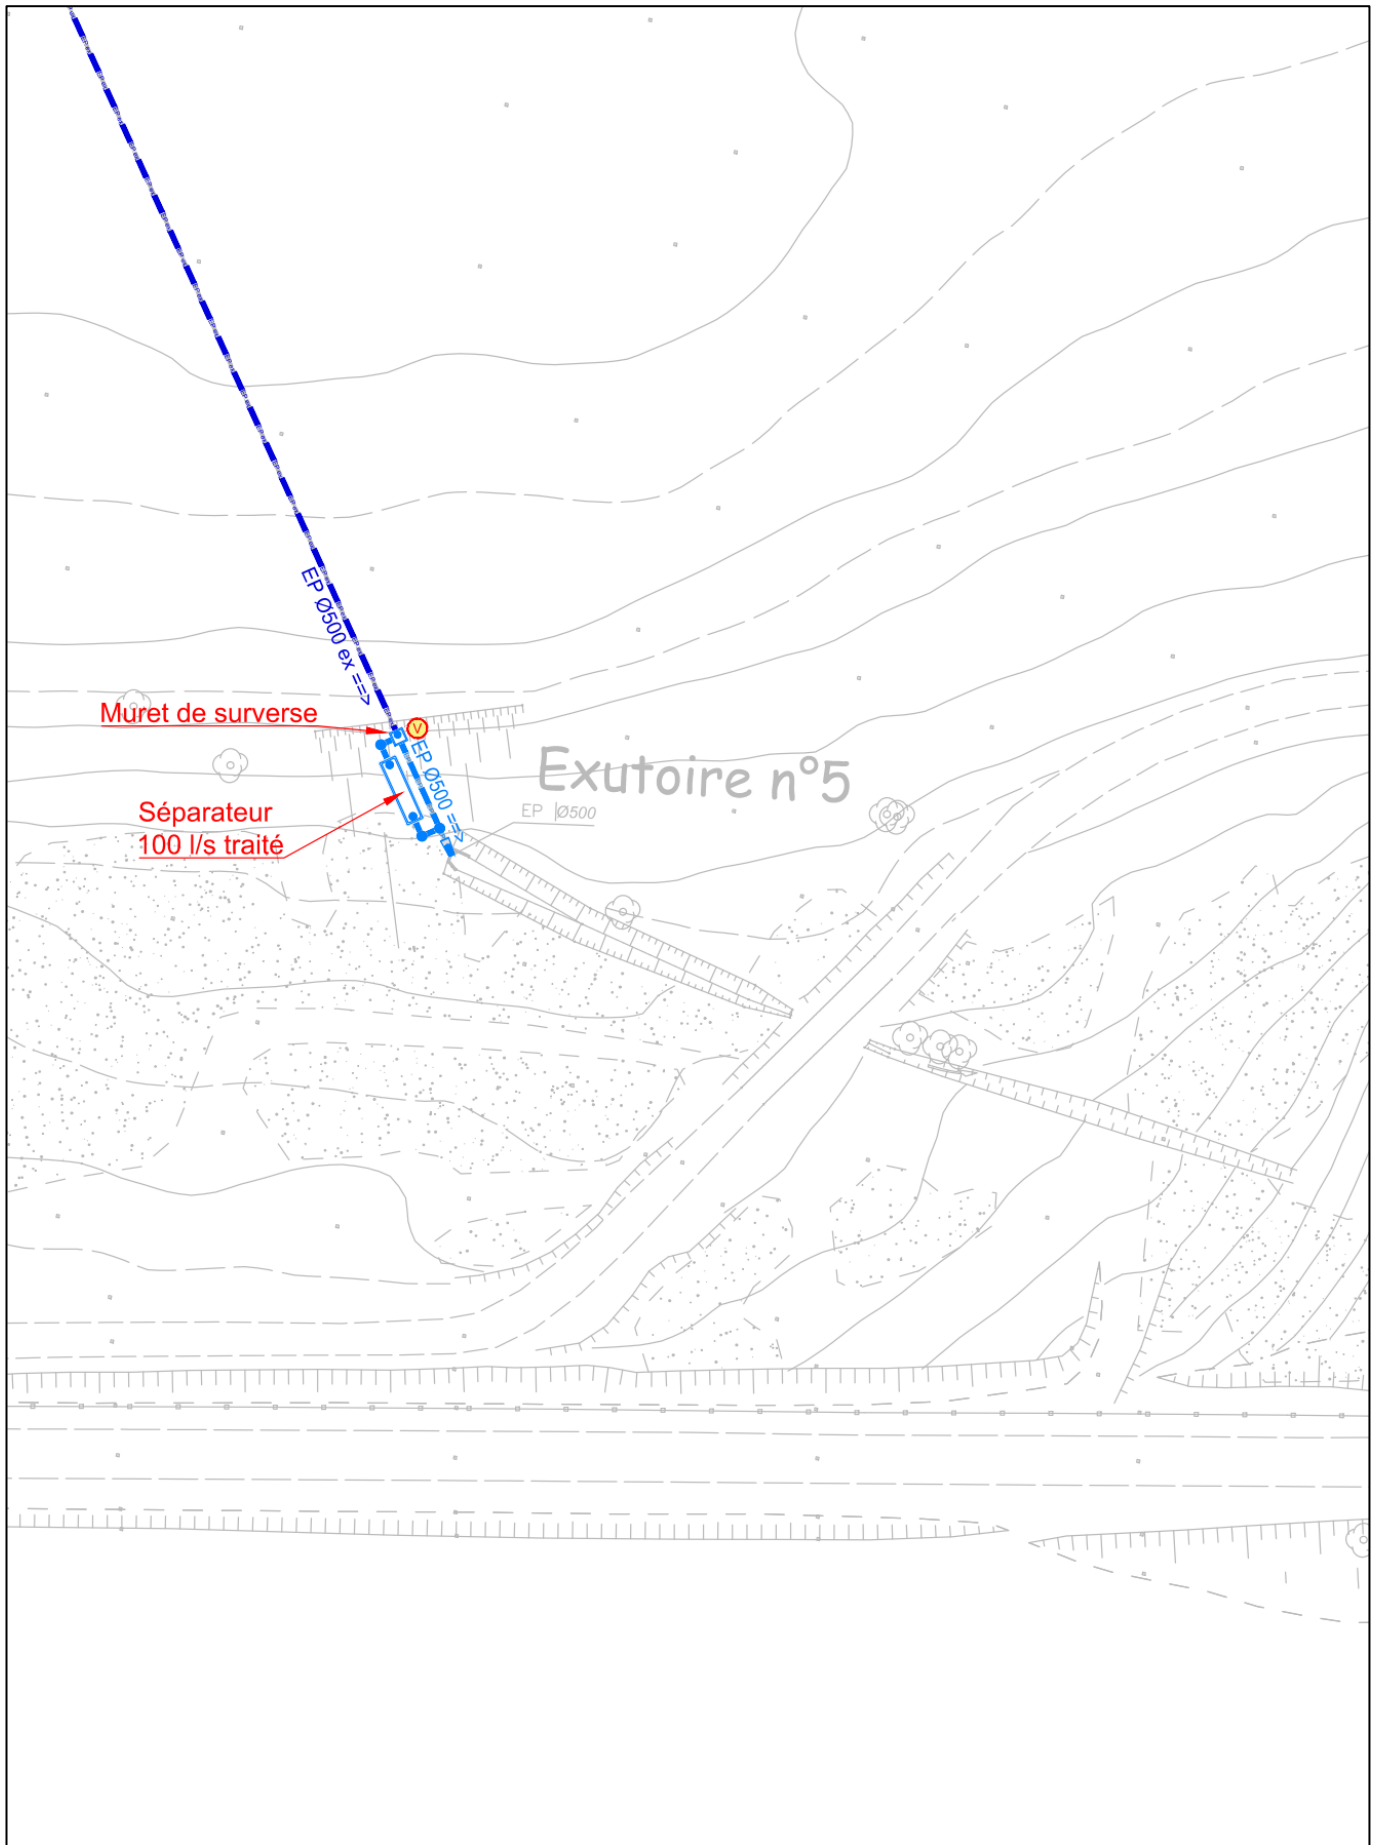 EP Ø500 ex ==>
Muret de surverse
V
EP Ø500 ==>
Exutoire n°5
Séparateur
100 l/s traité
EP Ø500